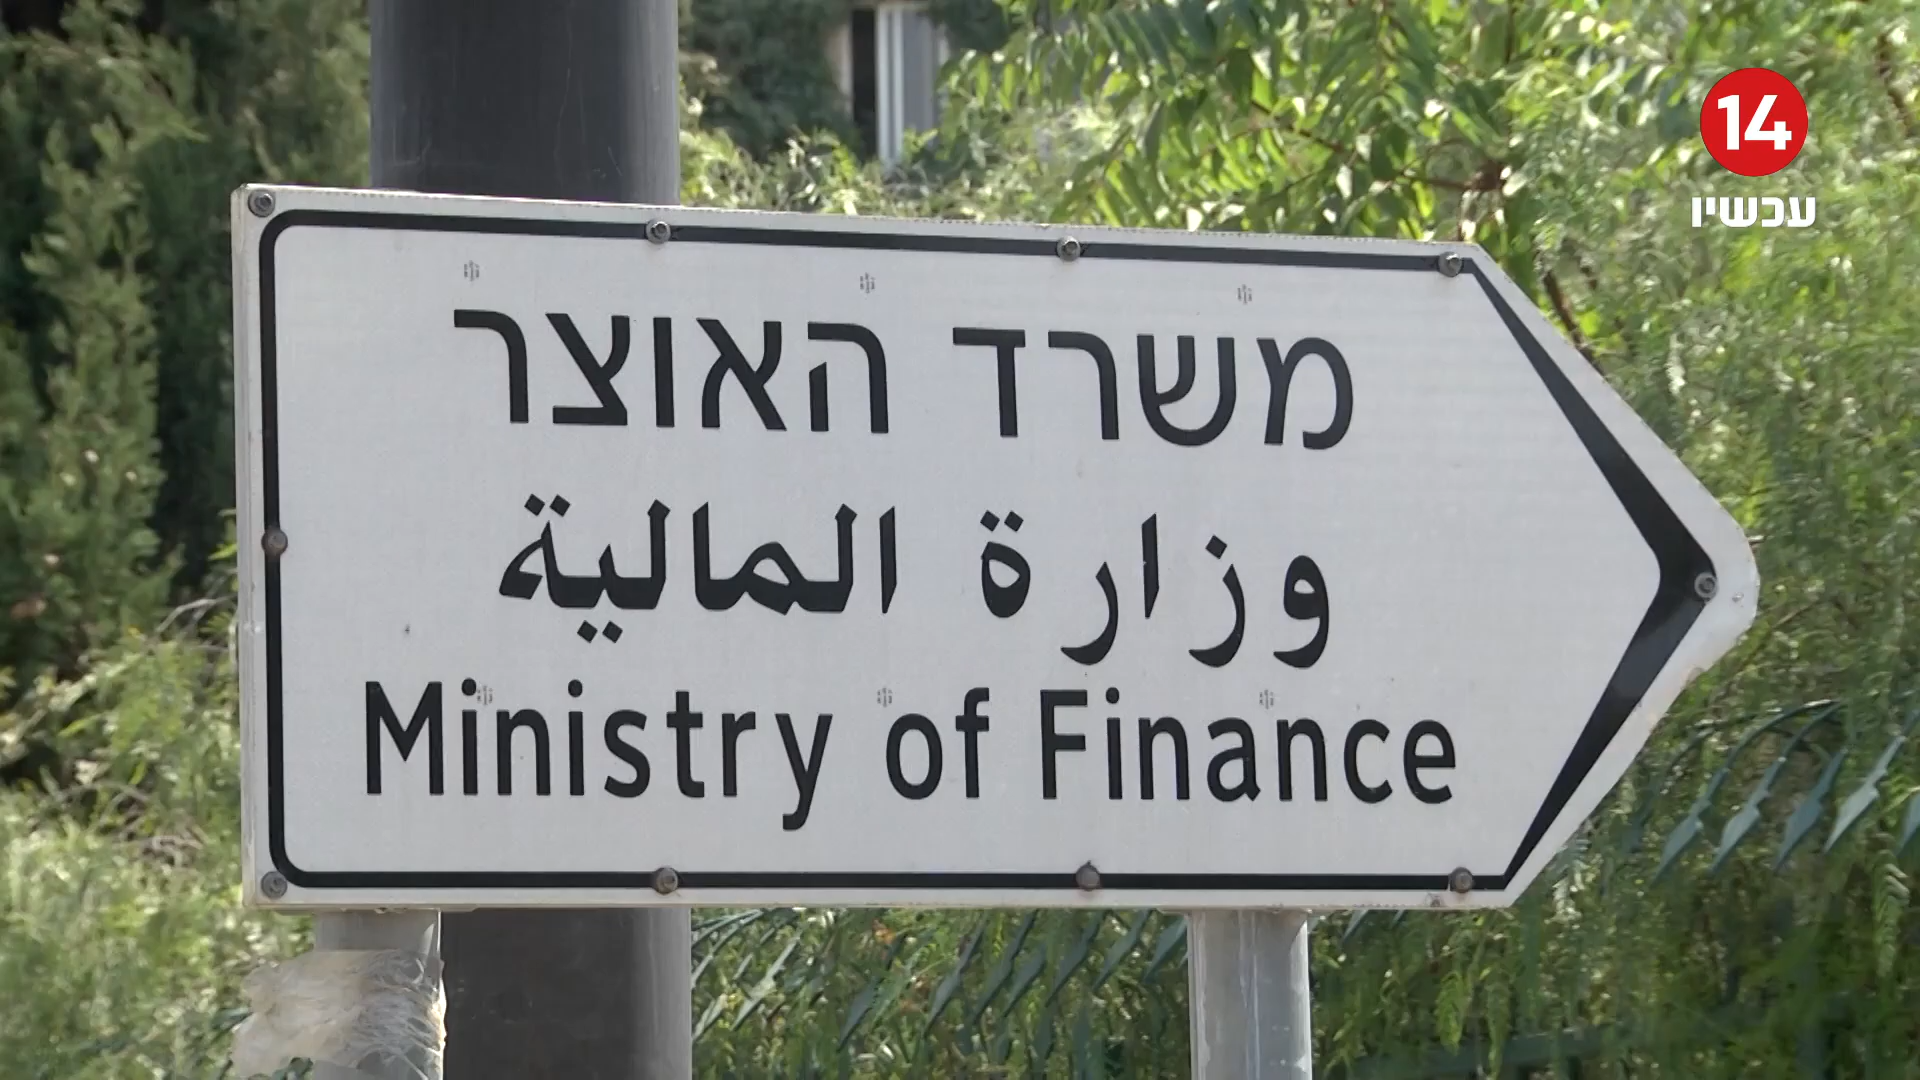 14
עכשיו
משרד האוצר
وزارة المالية
Ministry of Finance